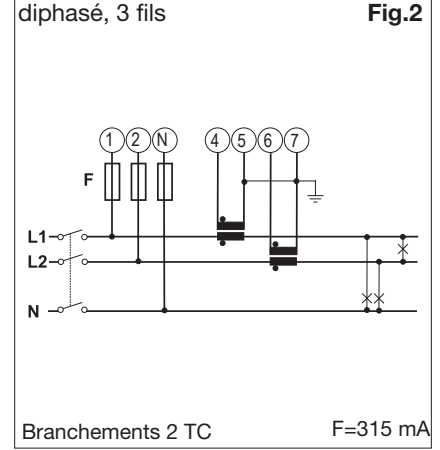 diphasé, 3 fils Fig.2
1 2 N 4 5 6 7
F
L1
L2
N
Branchements 2 TC F=315 mA